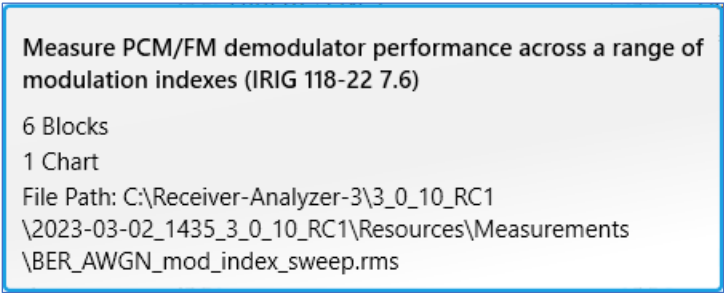 Measure PCM/FM demodulator performance across a range of
modulation indexes (IRIG 118-22 7.6)
6 Blocks
1 Chart
File Path: C:\Receiver-Analyzer-3\3_0_10_RC1
\2023-03-02_1435_3_0_10_RC1\Resources\Measurements
\BER_AWGN_mod_index_sweep.rms